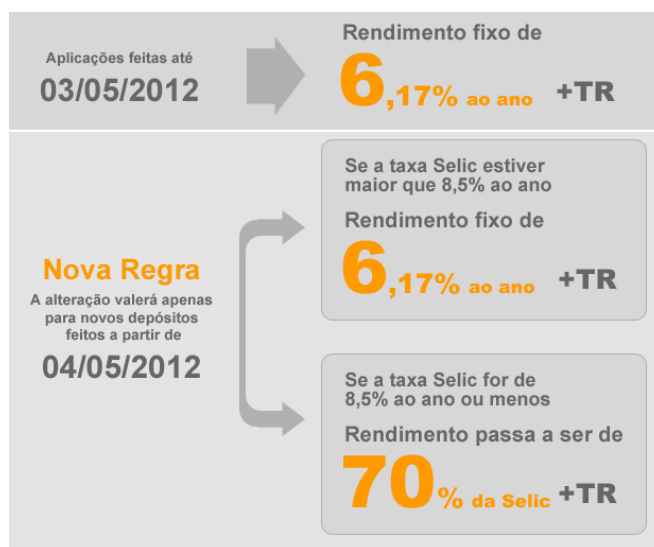 Aplicações feitas até
03/05/2012
Rendimento fixo de
6,17% ao ano +TR
Nova Regra
A alteração valerá apenas
para novos depósitos
feitos a partir de
04/05/2012
Se a taxa Selic estiver
maior que 8,5% ao ano
Rendimento fixo de
6,17% ao ano +TR
Se a taxa Selic for de
8,5% ao ano ou menos
Rendimento passa a ser de
70% da Selic +TR